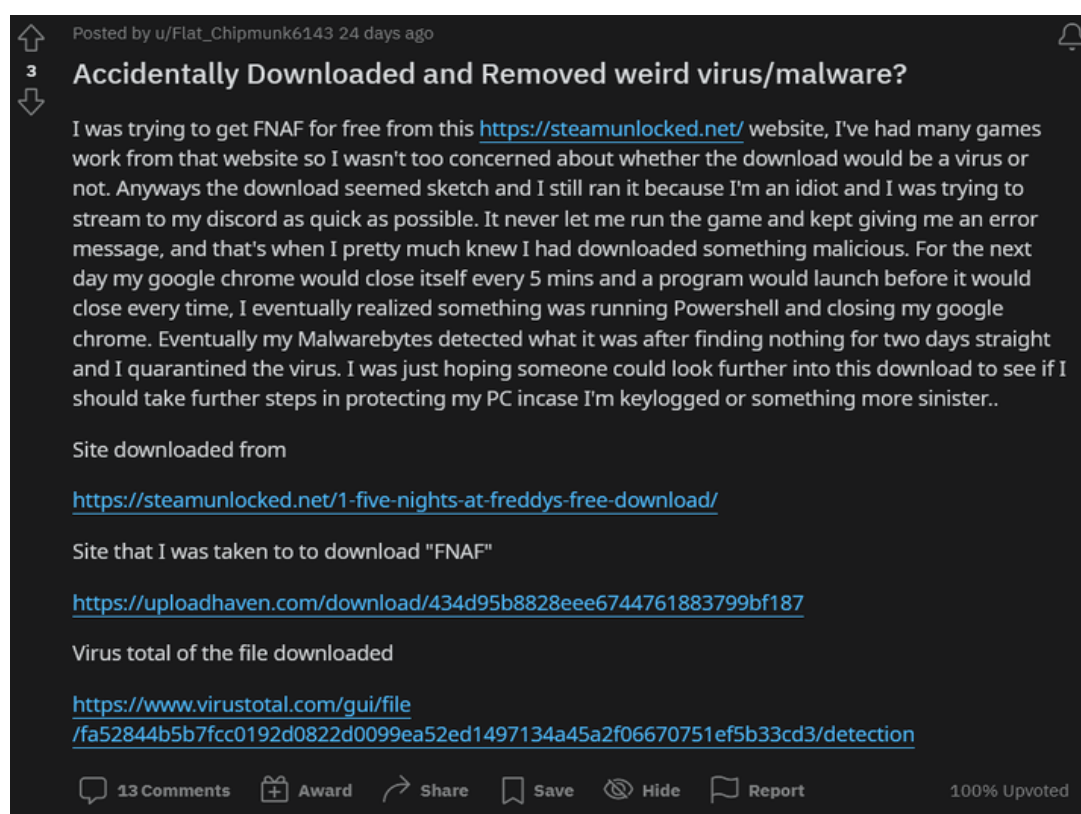 Posted by u/Flat_Chipmunk6143 24 days ago
3
Accidentally Downloaded and Removed weird virus/malware?
I was trying to get FNAF for free from this https://steamunlocked.net/ website, I've had many games
work from that website so I wasn't too concerned about whether the download would be a virus or
not. Anyways the download seemed sketch and I still ran it because I'm an idiot and I was trying to
stream to my discord as quick as possible. It never let me run the game and kept giving me an error
message, and that's when I pretty much knew I had downloaded something malicious. For the next
day my google chrome would close itself every 5 mins and a program would launch before it would
close every time, I eventually realized something was running Powershell and closing my google
chrome. Eventually my Malwarebytes detected what it was after finding nothing for two days straight
and I quarantined the virus. I was just hoping someone could look further into this download to see if I
should take further steps in protecting my PC incase I'm keylogged or something more sinister..
Site downloaded from
https://steamunlocked.net/1-five-nights-at-freddys-free-download/
Site that I was taken to to download "FNAF"
https://uploadhaven.com/download/434d95b8828eee6744761883799bf187
Virus total of the file downloaded
https://www.virustotal.com/gui/file
/fa52844b5b7fcc0192d0822d0099ea52ed1497134a45a2f06670751ef5b33cd3/detection
13 Comments Award Share Save Hide Report 100% Upvoted